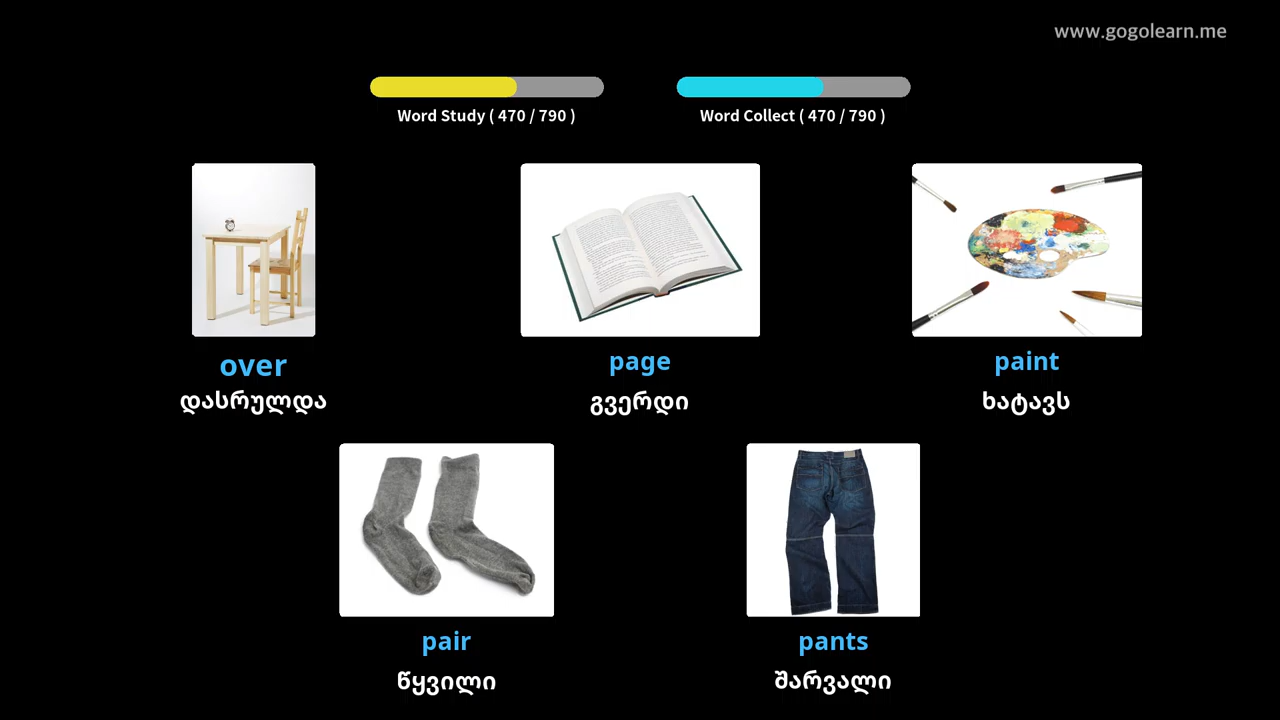 www.gogolearn.me
Word Study ( 470 / 790 )
Word Collect ( 470 / 790 )
over
დასრულდა
page
გვერდი
paint
ხატავს
pair
წყვილი
pants
შარვალი